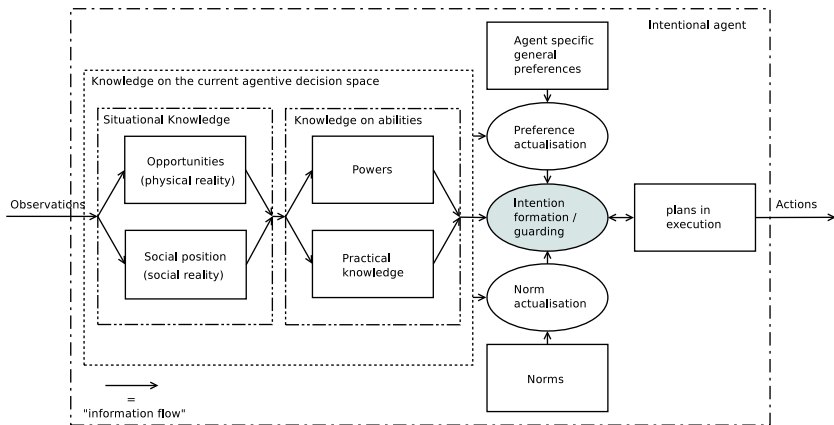 Intentional agent
Agent specific
general
preferences
Knowledge on the current agentive decision space
Situational Knowledge
Knowledge on abilities
Preference
actualisation
Opportunities
(physical reality)
Powers
Observations
Intention
formation /
guarding
plans in
execution
Actions
Social position
(social reality)
Practical
knowledge
Norm
actualisation
Norms
=
"information flow"